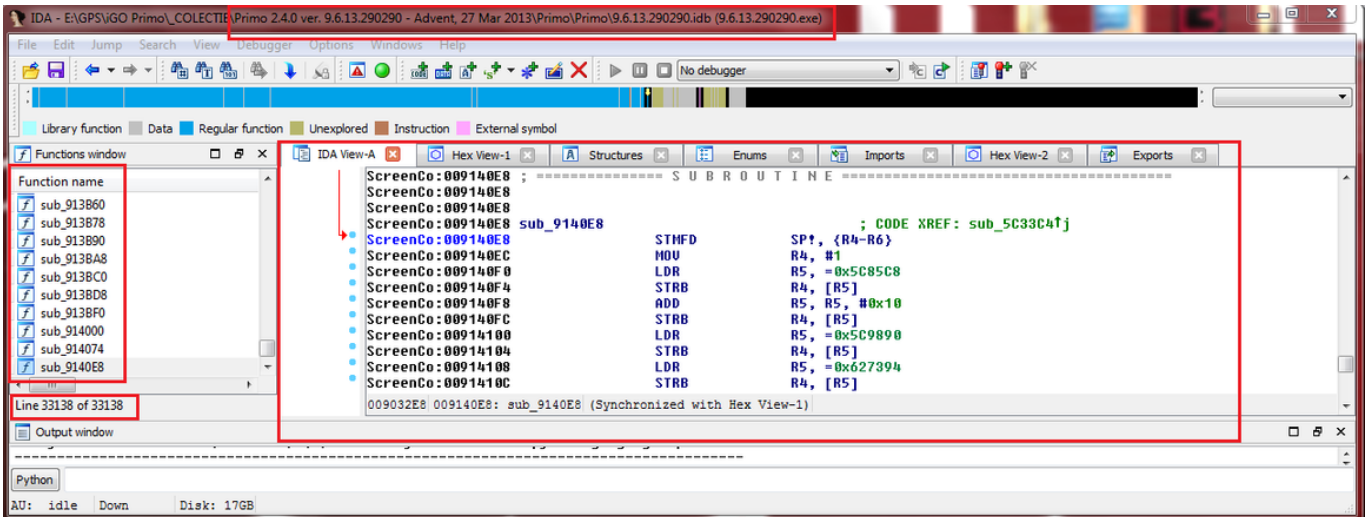 IDA - E:\GPS\iGO Primo\_COLECTIE\Primo 2.4.0 ver. 9.6.13.290290 - Advent, 27 Mar 2013\Primo\Primo\9.6.13.290290.idb (9.6.13.290290.exe)
File Edit Jump Search View Debugger Options Windows Help
No debugger
Library function Data Regular function Unexplored Instruction External symbol
Functions window
IDA View-A Hex View-1 Structures Enums Imports Hex View-2 Exports
Function name
sub_913B60
sub_913B78
sub_913B90
sub_913BA8
sub_913BC0
sub_913BD8
sub_913BF0
sub_914000
sub_914074
sub_9140E8
Line 33138 of 33138
ScreenCo:009140E8 ; =============== S U B R O U T I N E =======================================
ScreenCo:009140E8
ScreenCo:009140E8
ScreenCo:009140E8 sub_9140E8 ; CODE XREF: sub_5C33C4↑j
ScreenCo:009140E8 STMFD SP!, {R4-R6}
ScreenCo:009140EC MOV R4, #1
ScreenCo:009140F0 LDR R5, =0x5C85C8
ScreenCo:009140F4 STRB R4, [R5]
ScreenCo:009140F8 ADD R5, R5, #0x10
ScreenCo:009140FC STRB R4, [R5]
ScreenCo:00914100 LDR R5, =0x5C9890
ScreenCo:00914104 STRB R4, [R5]
ScreenCo:00914108 LDR R5, =0x627394
ScreenCo:0091410C STRB R4, [R5]
009032E8 009140E8: sub_9140E8 (Synchronized with Hex View-1)
Output window
Python
AU: idle Down Disk: 17GB